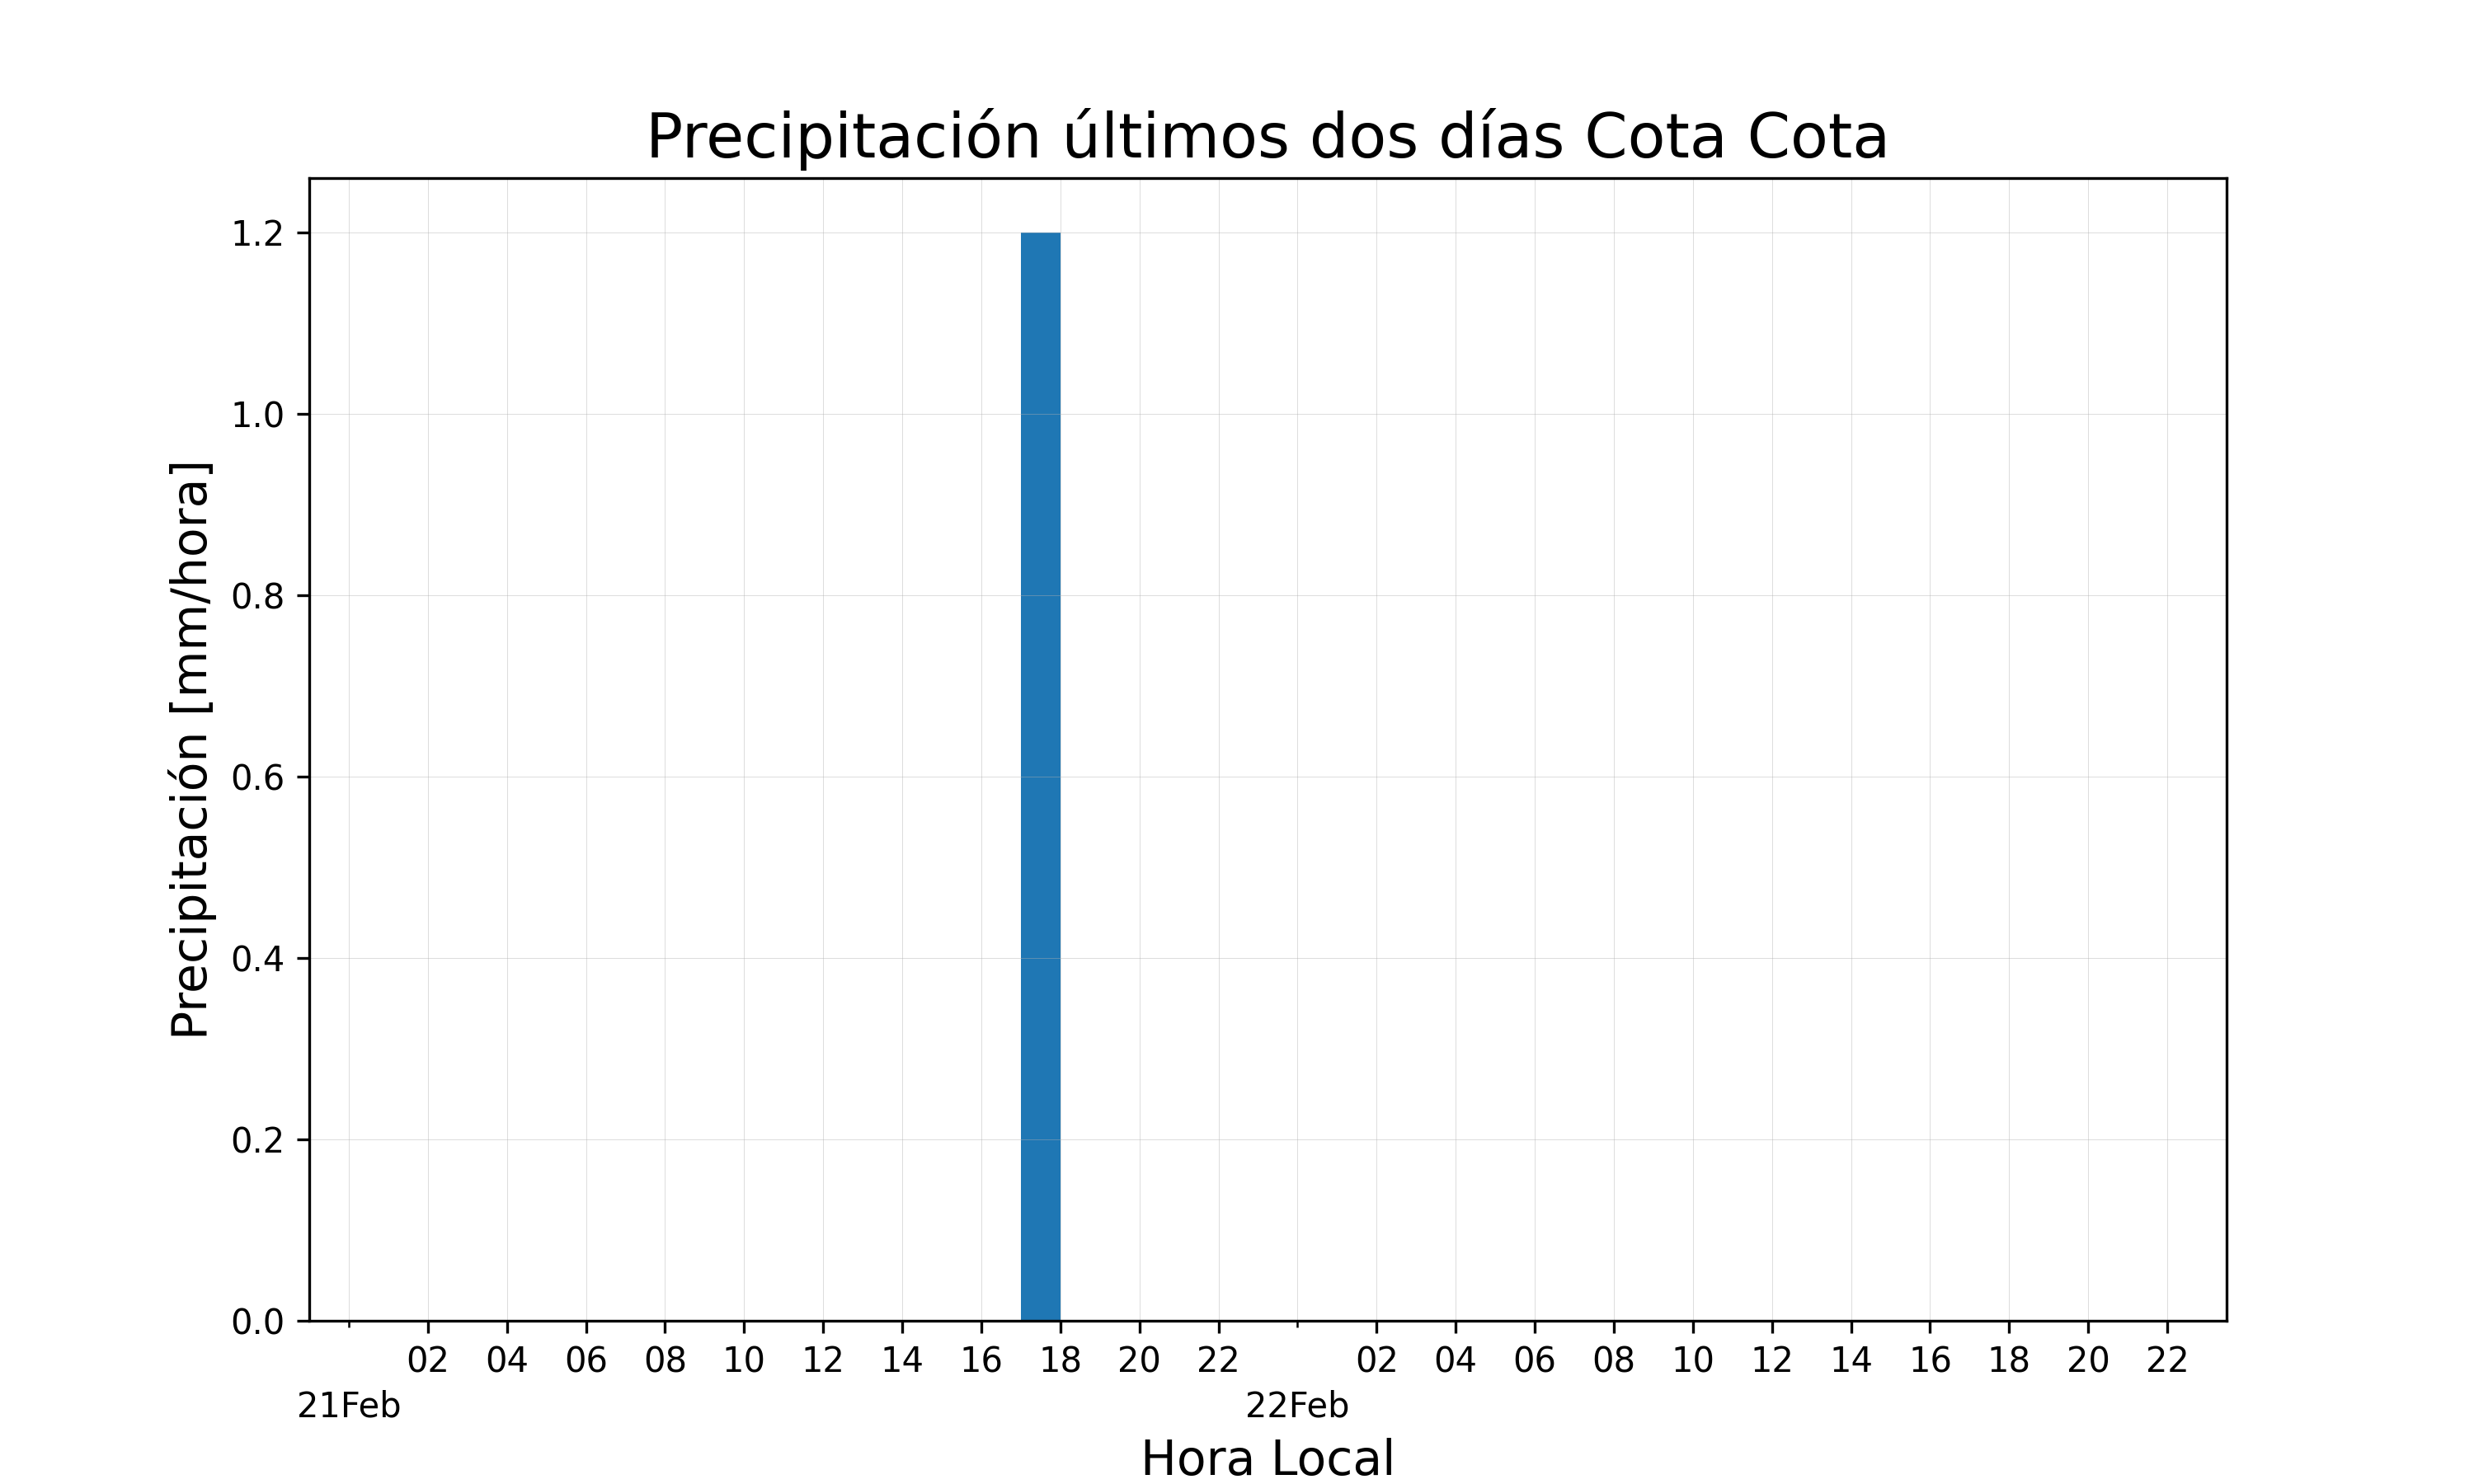 Precipitación últimos dos días Cota Cota
Precipitación [mm/hora]
1.2
1.0
0.8
0.6
0.4
0.2
0.0
02 04 06 08 10 12 14 16 18 20 22 02 04 06 08 10 12 14 16 18 20 22
21Feb 22Feb
Hora Local